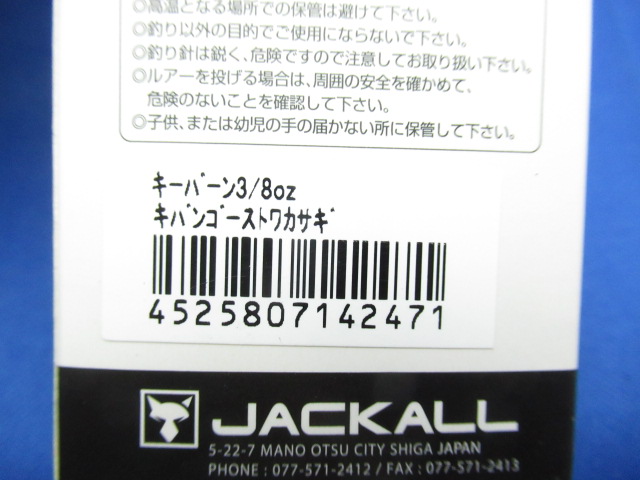 ◎高温となる場所での保管は避けて下さい。
◎釣り以外の目的でご使用にならないで下さい。
◎釣り針は鋭く、危険ですので注意してお取り扱い下さい。
◎ルアーを投げる場合は、周囲の安全を確かめて、
危険のないことを確認して下さい。
◎子供、または幼児の手の届かない所に保管して下さい。
ｷｰﾊﾞｰﾝ3/8oz
ｷﾊﾞﾝｺﾞｰｽﾄﾜｶｻｷﾞ
4525807142471
JACKALL
5-22-7 MANO OTSU CITY SHIGA JAPAN
PHONE : 077-571-2412 / FAX : 077-571-2413